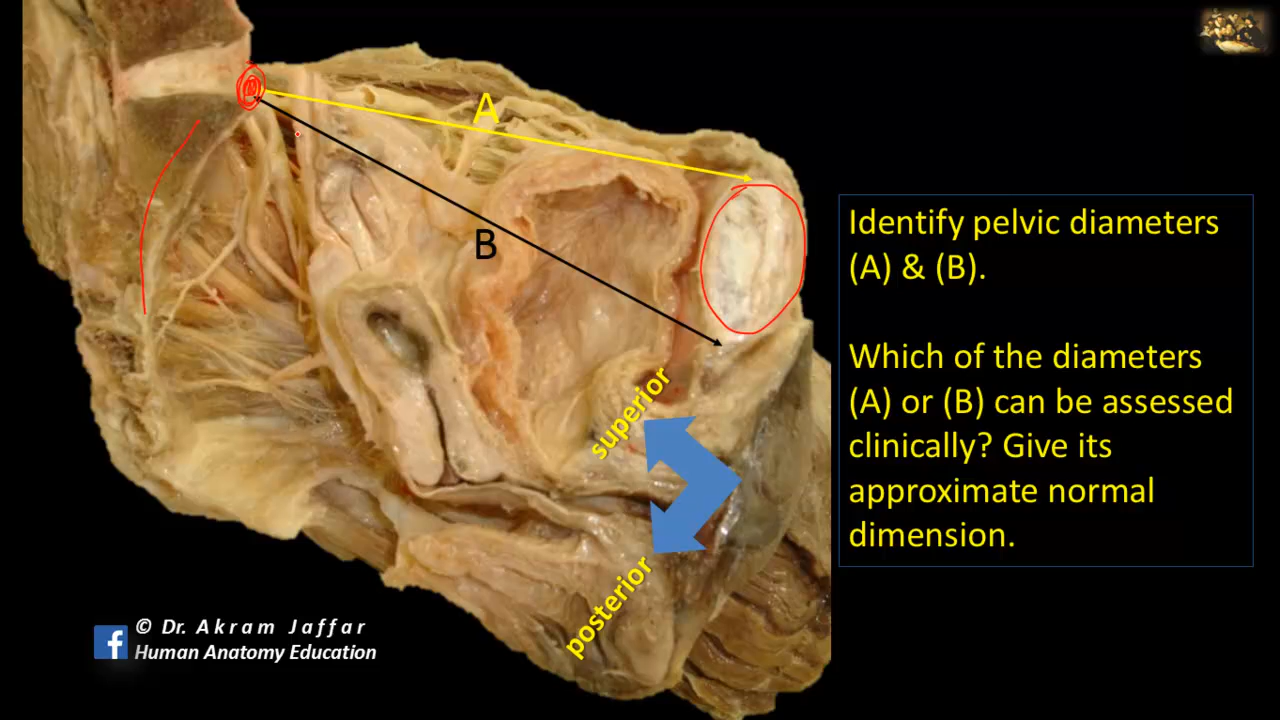 A
B
superior
posterior
Identify pelvic diameters
(A) & (B).
Which of the diameters
(A) or (B) can be assessed
clinically? Give its
approximate normal
dimension.
f
© Dr. Akram Jaffar
Human Anatomy Education